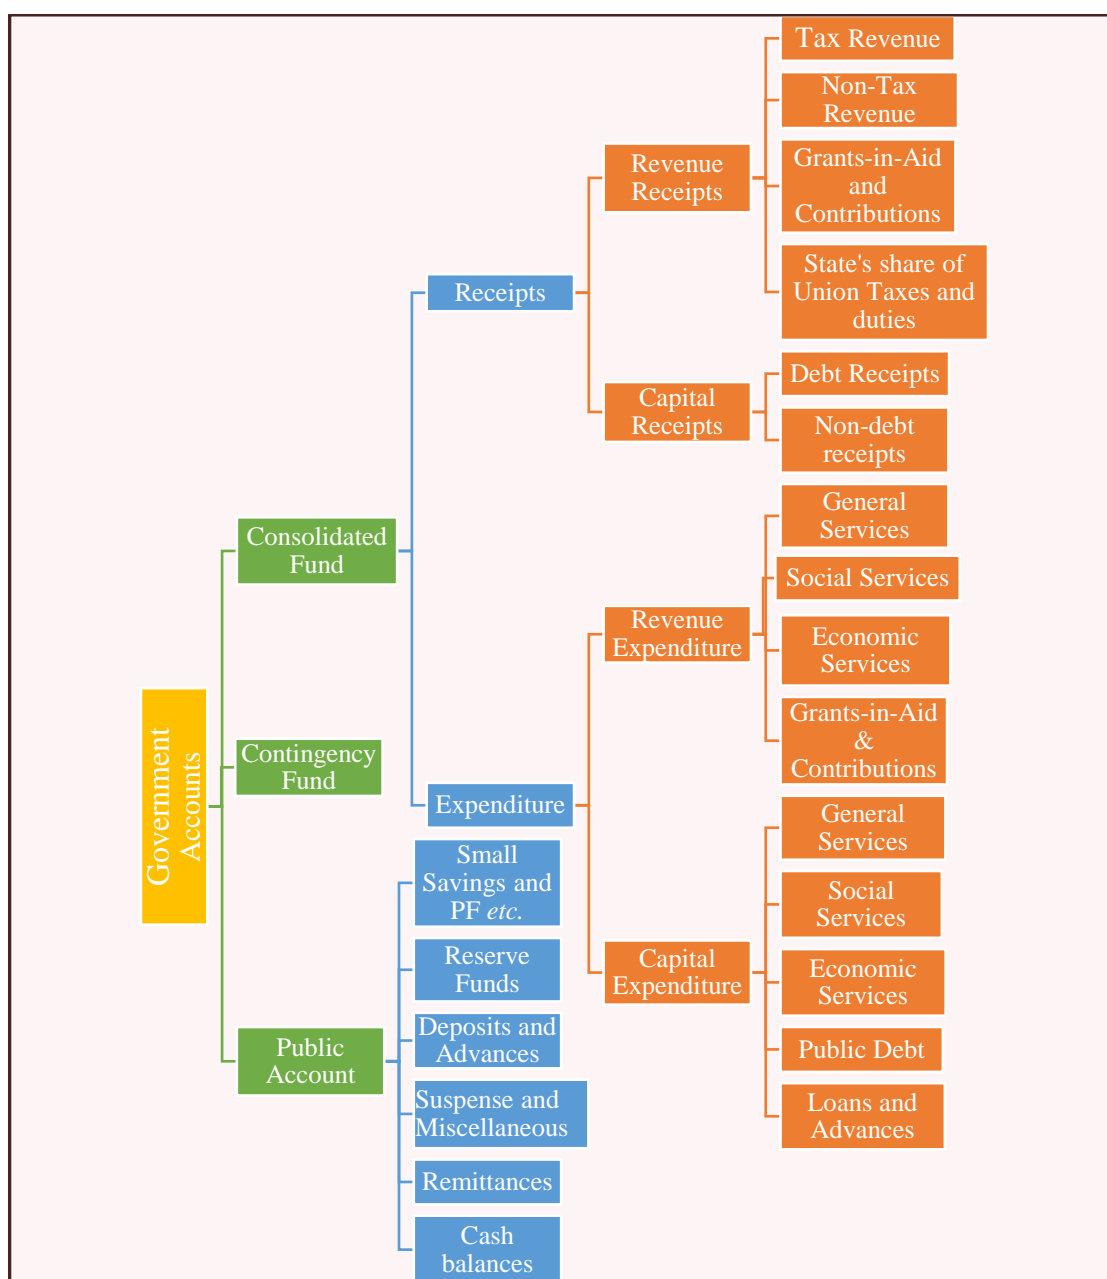 Government
Accounts
Consolidated
Fund
Receipts
Revenue
Receipts
Tax Revenue
Non-Tax
Revenue
Grants-in-Aid
and
Contributions
State's share of
Union Taxes and
duties
Capital
Receipts
Debt Receipts
Non-debt
receipts
Expenditure
Revenue
Expenditure
General
Services
Social Services
Economic
Services
Grants-in-Aid
&
Contributions
Capital
Expenditure
General
Services
Social
Services
Economic
Services
Public Debt
Loans and
Advances
Contingency
Fund
Public
Account
Small
Savings and
PF etc.
Reserve
Funds
Deposits and
Advances
Suspense and
Miscellaneous
Remittances
Cash
balances